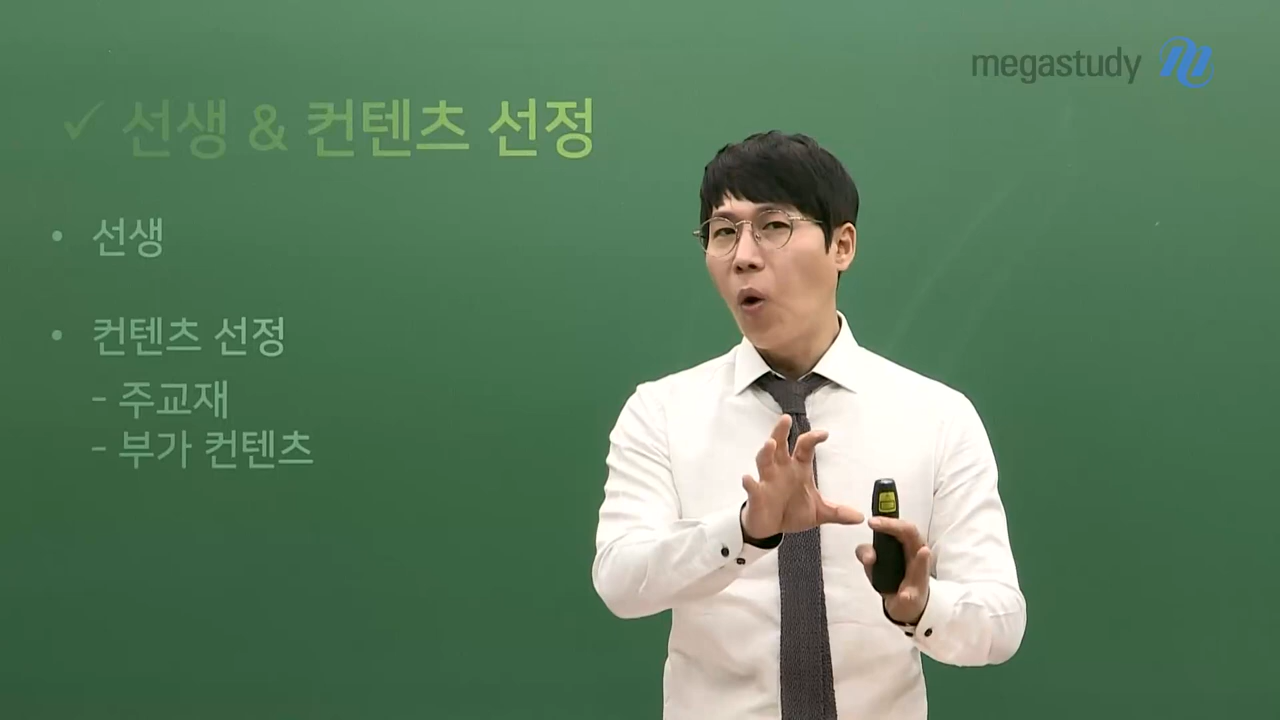 megastudy
✓ 선생 & 컨텐츠 선정
• 선생
• 컨텐츠 선정
- 주교재
- 부가 컨텐츠